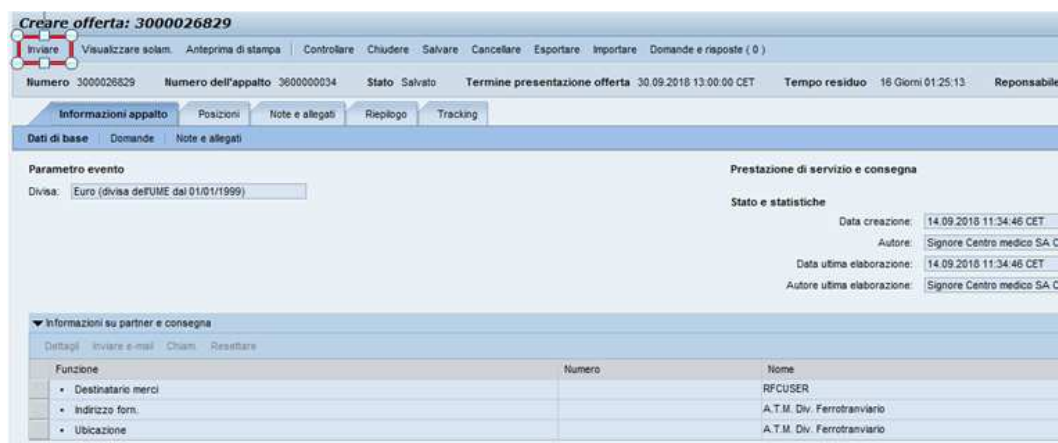 Creare offerta: 3000026829
Inviare Visualizzare solam. Anteprima di stampa Controllare Chiudere Salvare Cancellare Esportare Importare Domande e risposte ( 0 )
Numero 3000026829 Numero dell'appalto 3600000034 Stato Salvato Termine presentazione offerta 30.09.2018 13:00:00 CET Tempo residuo 16 Giorni 01:25:13 Reponsabile
Informazioni appalto Posizioni Note e allegati Riepilogo Tracking
Dati di base Domande Note e allegati
Parametro evento Prestazione di servizio e consegna
Divisa: Euro (divisa dell'UME dal 01/01/1999)
Stato e statistiche
Data creazione: 14.09.2018 11:34:46 CET
Autore: Signore Centro medico SA C
Data ultima elaborazione: 14.09.2018 11:34:46 CET
Autore ultima elaborazione: Signore Centro medico SA C
Informazioni su partner e consegna
Dettagli Inviare e-mail Chiam. Resettare
Funzione Numero Nome
• Destinatario merci RFCUSER
• Indirizzo forn. A.T.M. Div. Ferrotranviario
• Ubicazione A.T.M. Div. Ferrotranviario